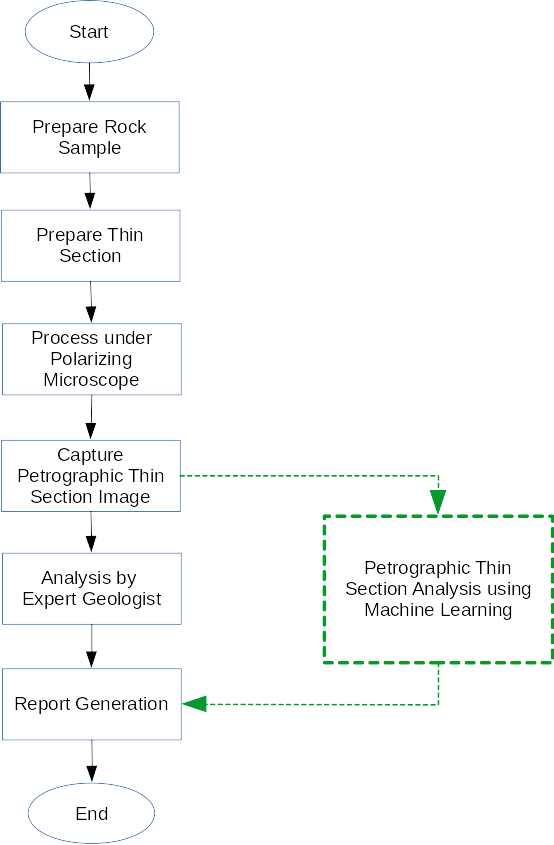 Start
Prepare Rock
Sample
Prepare Thin
Section
Process under
Polarizing
Microscope
Capture
Petrographic Thin
Section Image
Analysis by
Expert Geologist
Petrographic Thin
Section Analysis using
Machine Learning
Report Generation
End